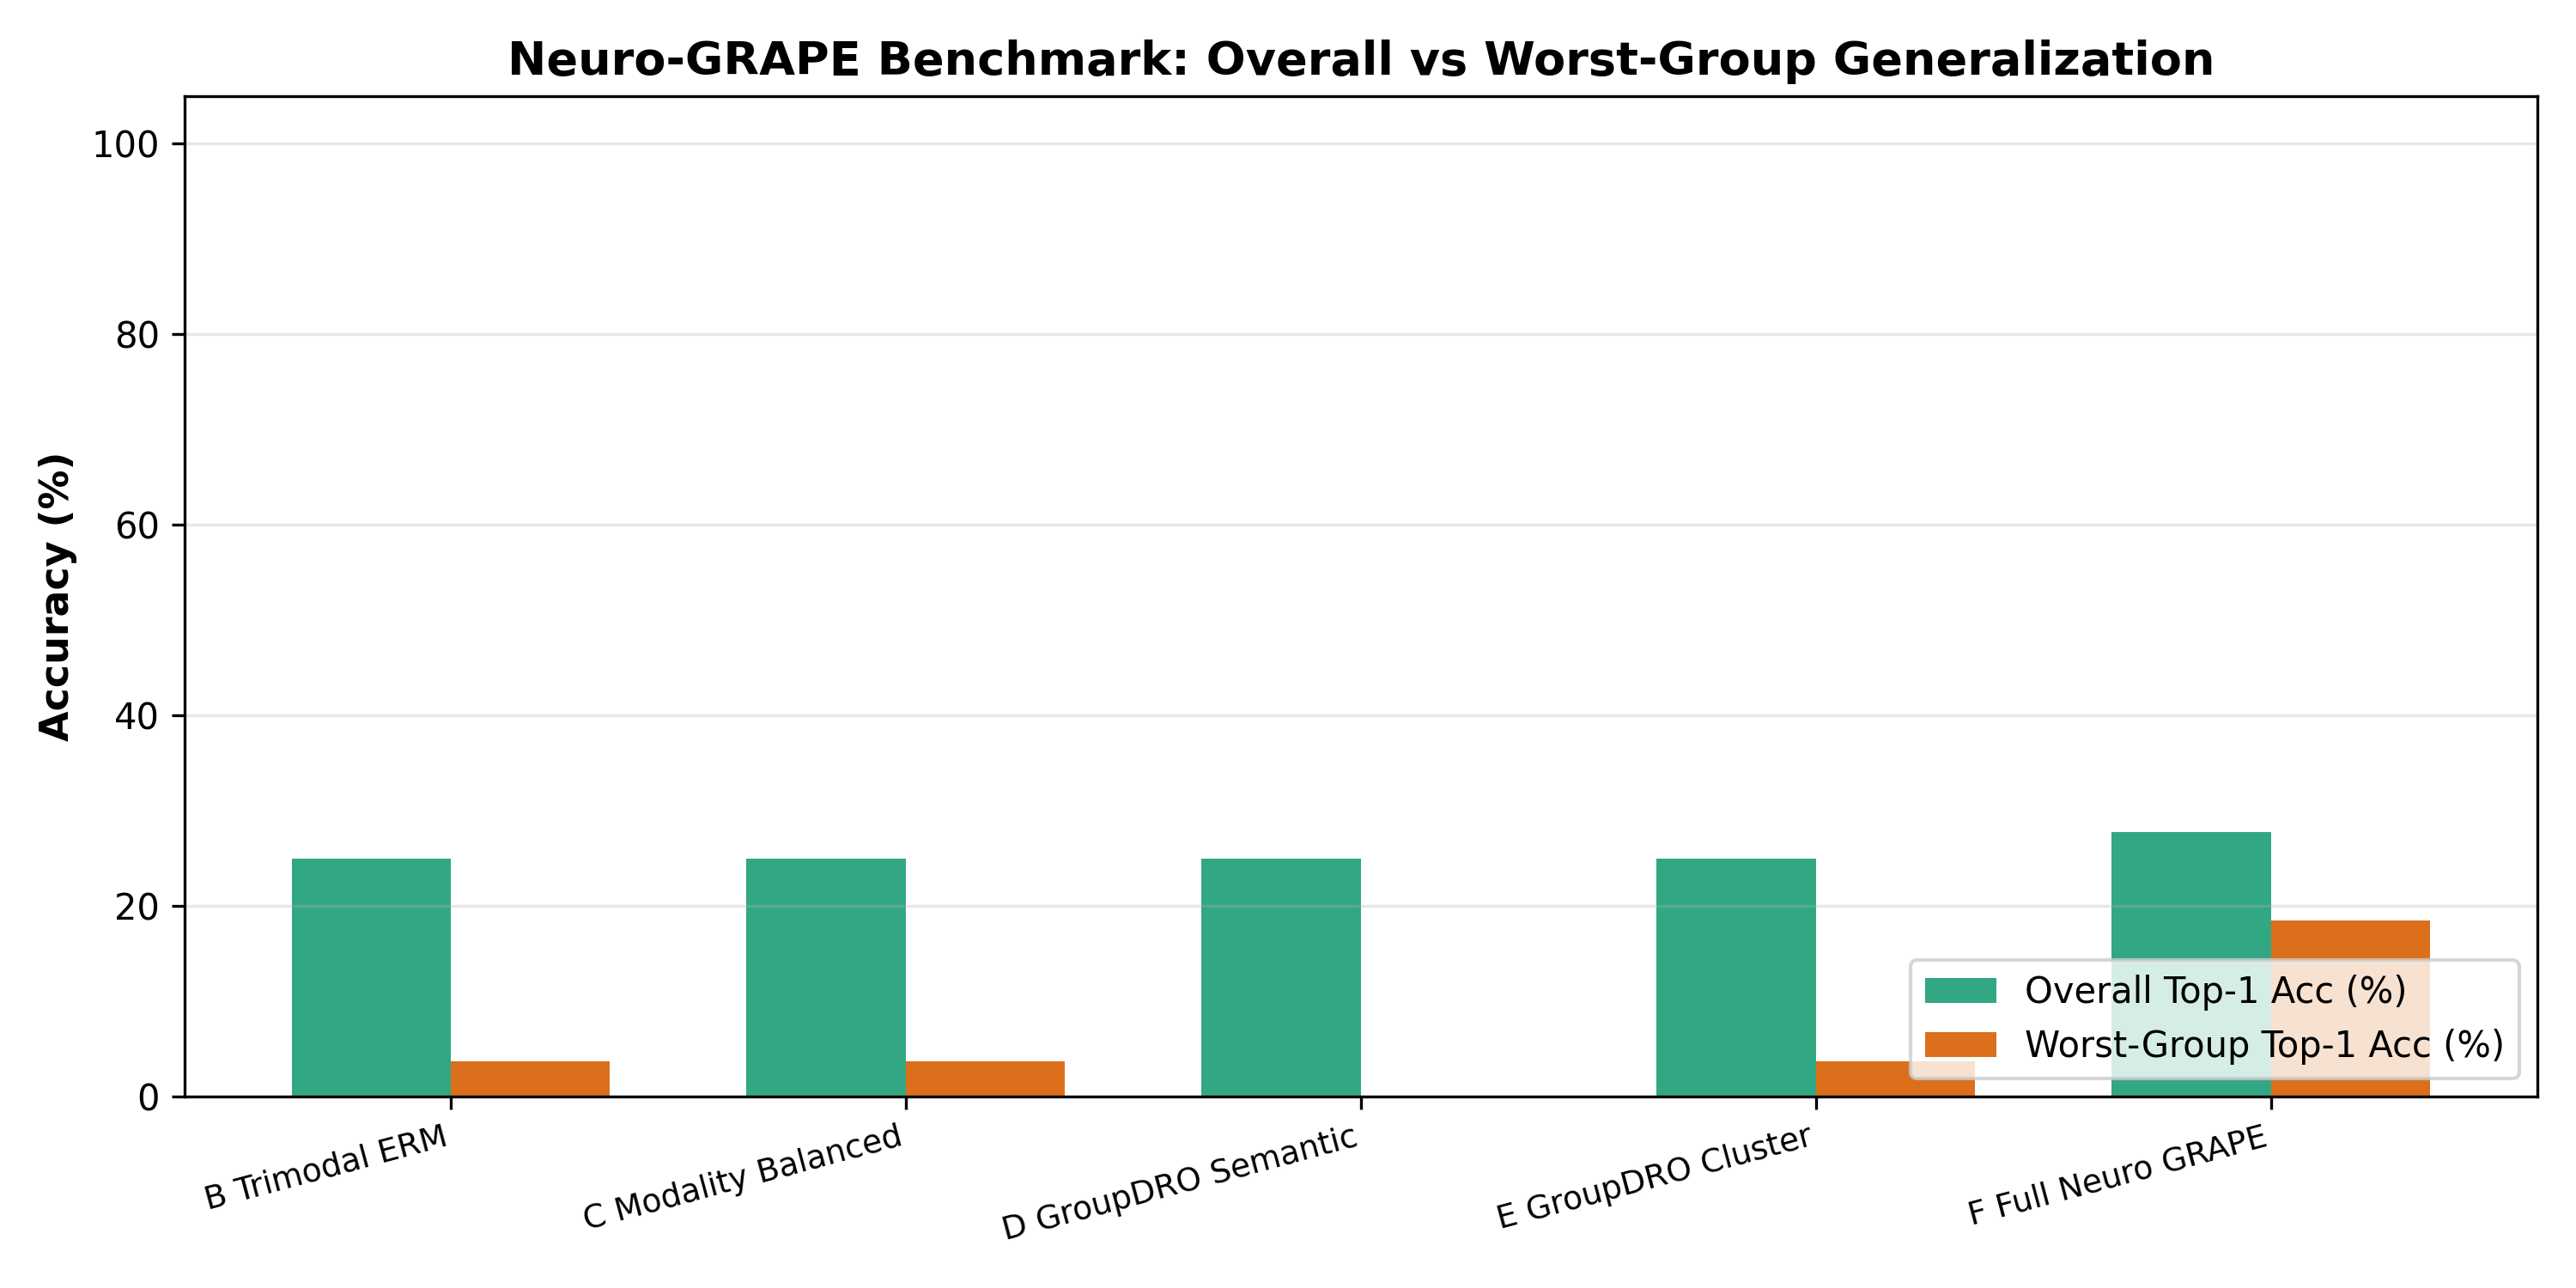 Neuro-GRAPE Benchmark: Overall vs Worst-Group Generalization
Accuracy (%)
100
80
60
40
20
0
Overall Top-1 Acc (%)
Worst-Group Top-1 Acc (%)
B Trimodal ERM
C Modality Balanced
D GroupDRO Semantic
E GroupDRO Cluster
F Full Neuro GRAPE